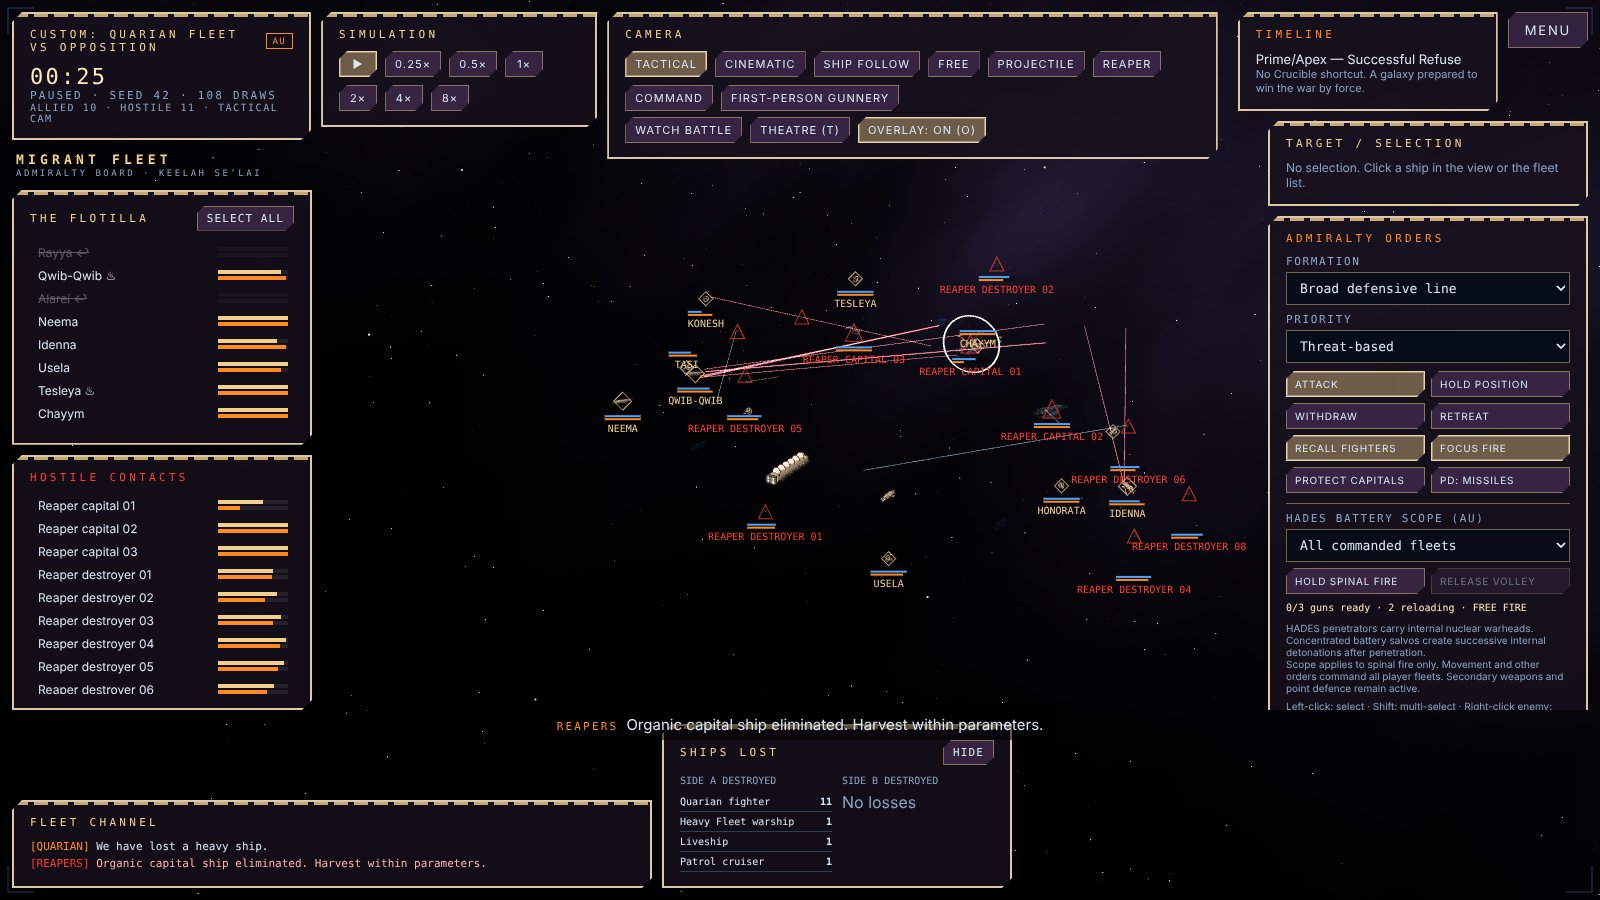 CUSTOM: QUARIAN FLEET
VS OPPOSITION
AU
00:25
PAUSED · SEED 42 · 108 DRAWS
ALLIED 10 · HOSTILE 11 · TACTICAL
CAM
SIMULATION
0.25×
0.5×
1×
2×
4×
8×
CAMERA
TACTICAL
CINEMATIC
SHIP FOLLOW
FREE
PROJECTILE
REAPER
COMMAND
FIRST-PERSON GUNNERY
WATCH BATTLE
THEATRE (T)
OVERLAY: ON (O)
TIMELINE
Prime/Apex — Successful Refuse
No Crucible shortcut. A galaxy prepared to
win the war by force.
MENU
MIGRANT FLEET
ADMIRALTY BOARD · KEELAH SE'LAI
THE FLOTILLA
SELECT ALL
Rayya ↩
Qwib-Qwib ♨
Alarei ↩
Neema
Idenna
Usela
Tesleya ♨
Chayym
HOSTILE CONTACTS
Reaper capital 01
Reaper capital 02
Reaper capital 03
Reaper destroyer 01
Reaper destroyer 02
Reaper destroyer 03
Reaper destroyer 04
Reaper destroyer 05
Reaper destroyer 06
TARGET / SELECTION
No selection. Click a ship in the view or the fleet
list.
ADMIRALTY ORDERS
FORMATION
Broad defensive line
PRIORITY
Threat-based
ATTACK
HOLD POSITION
WITHDRAW
RETREAT
RECALL FIGHTERS
FOCUS FIRE
PROTECT CAPITALS
PD: MISSILES
HADES BATTERY SCOPE (AU)
All commanded fleets
HOLD SPINAL FIRE
RELEASE VOLLEY
0/3 guns ready · 2 reloading · FREE FIRE
HADES penetrators carry internal nuclear warheads.
Concentrated battery salvos create successive internal
detonations after penetration.
Scope applies to spinal fire only. Movement and other
orders command all player fleets. Secondary weapons and
point defence remain active.
Left-click: select · Shift: multi-select · Right-click enemy:
REAPER DESTROYER 02
TESLEYA
KONESH
CHAYYM
REAPER CAPITAL 03
TASI
REAPER CAPITAL 01
QWIB-QWIB
NEEMA
REAPER DESTROYER 05
REAPER CAPITAL 02
REAPER DESTROYER 06
HONORATA
IDENNA
REAPER DESTROYER 01
REAPER DESTROYER 08
USELA
REAPER DESTROYER 04
REAPERS Organic capital ship eliminated. Harvest within parameters.
SHIPS LOST
HIDE
SIDE A DESTROYED
Quarian fighter 11
Heavy Fleet warship 1
Liveship 1
Patrol cruiser 1
SIDE B DESTROYED
No losses
FLEET CHANNEL
[QUARIAN] We have lost a heavy ship.
[REAPERS] Organic capital ship eliminated. Harvest within parameters.